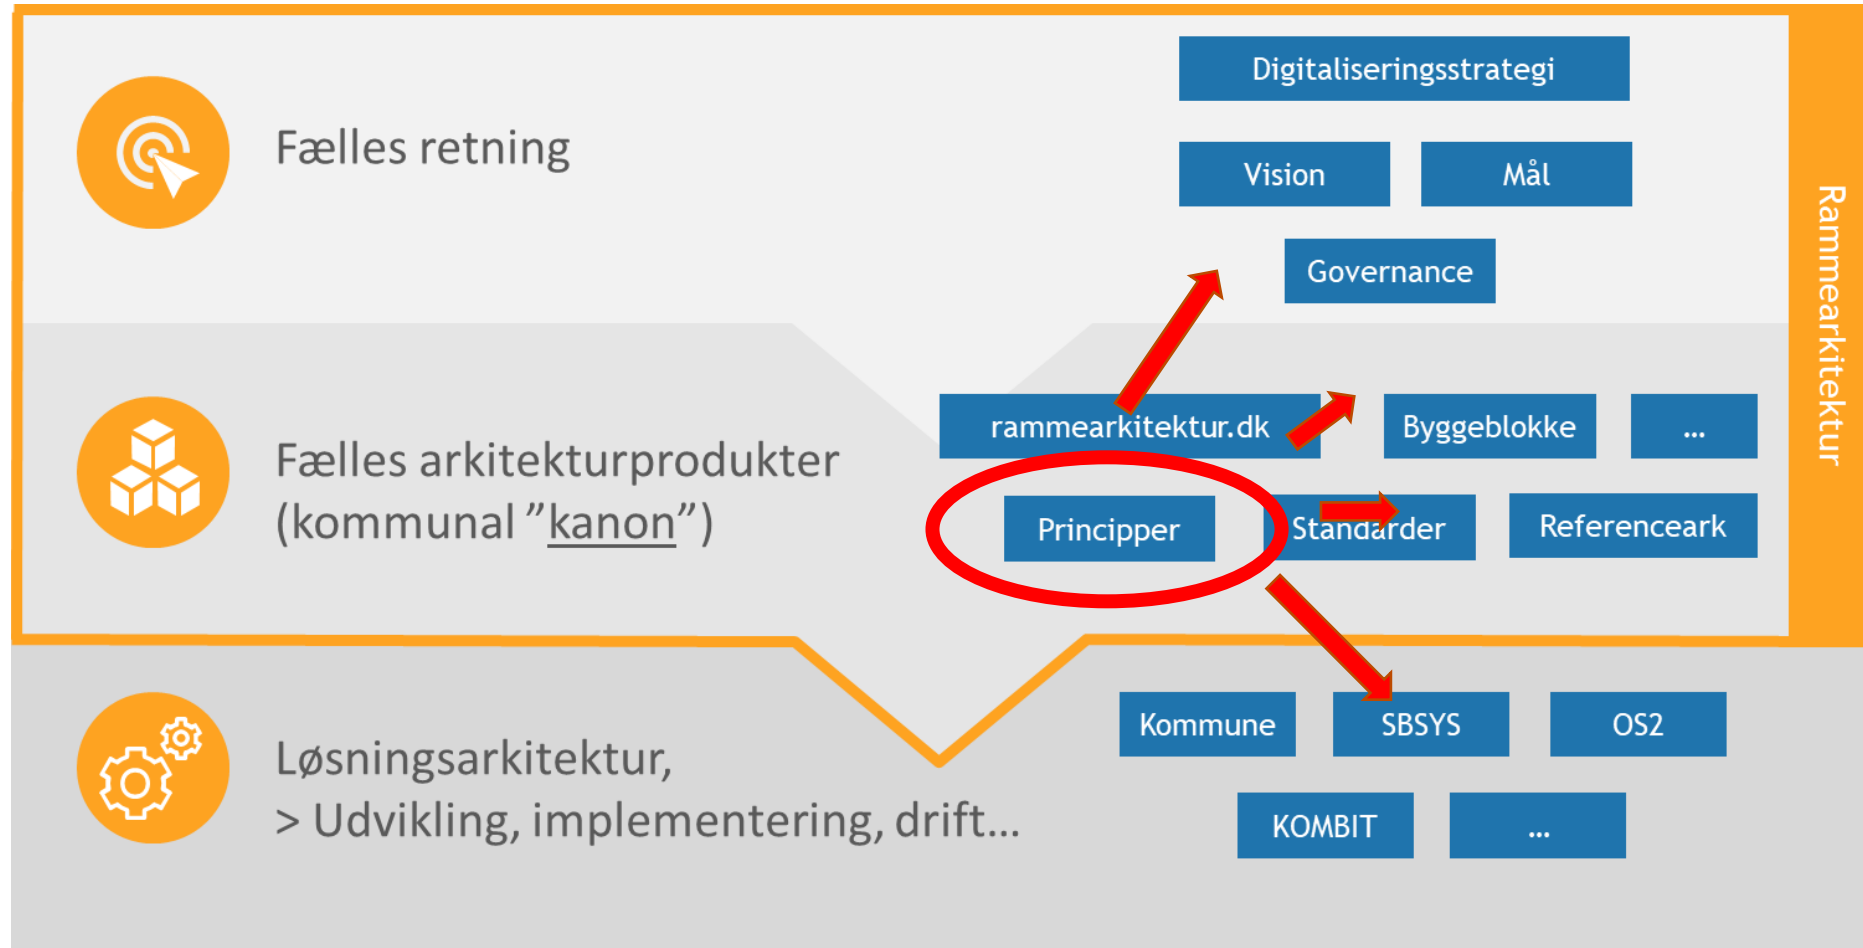 Digitaliseringsstrategi
Fælles retning
Vision
Mål
Governance
Rammearkitektur
rammearkitektur.dk
Byggeblokke
...
Fælles arkitekturprodukter
(kommunal ”kanon”)
Principper
Standarder
Referenceark
Løsningsarkitektur,
> Udvikling, implementering, drift...
Kommune
SBSYS
OS2
KOMBIT
...